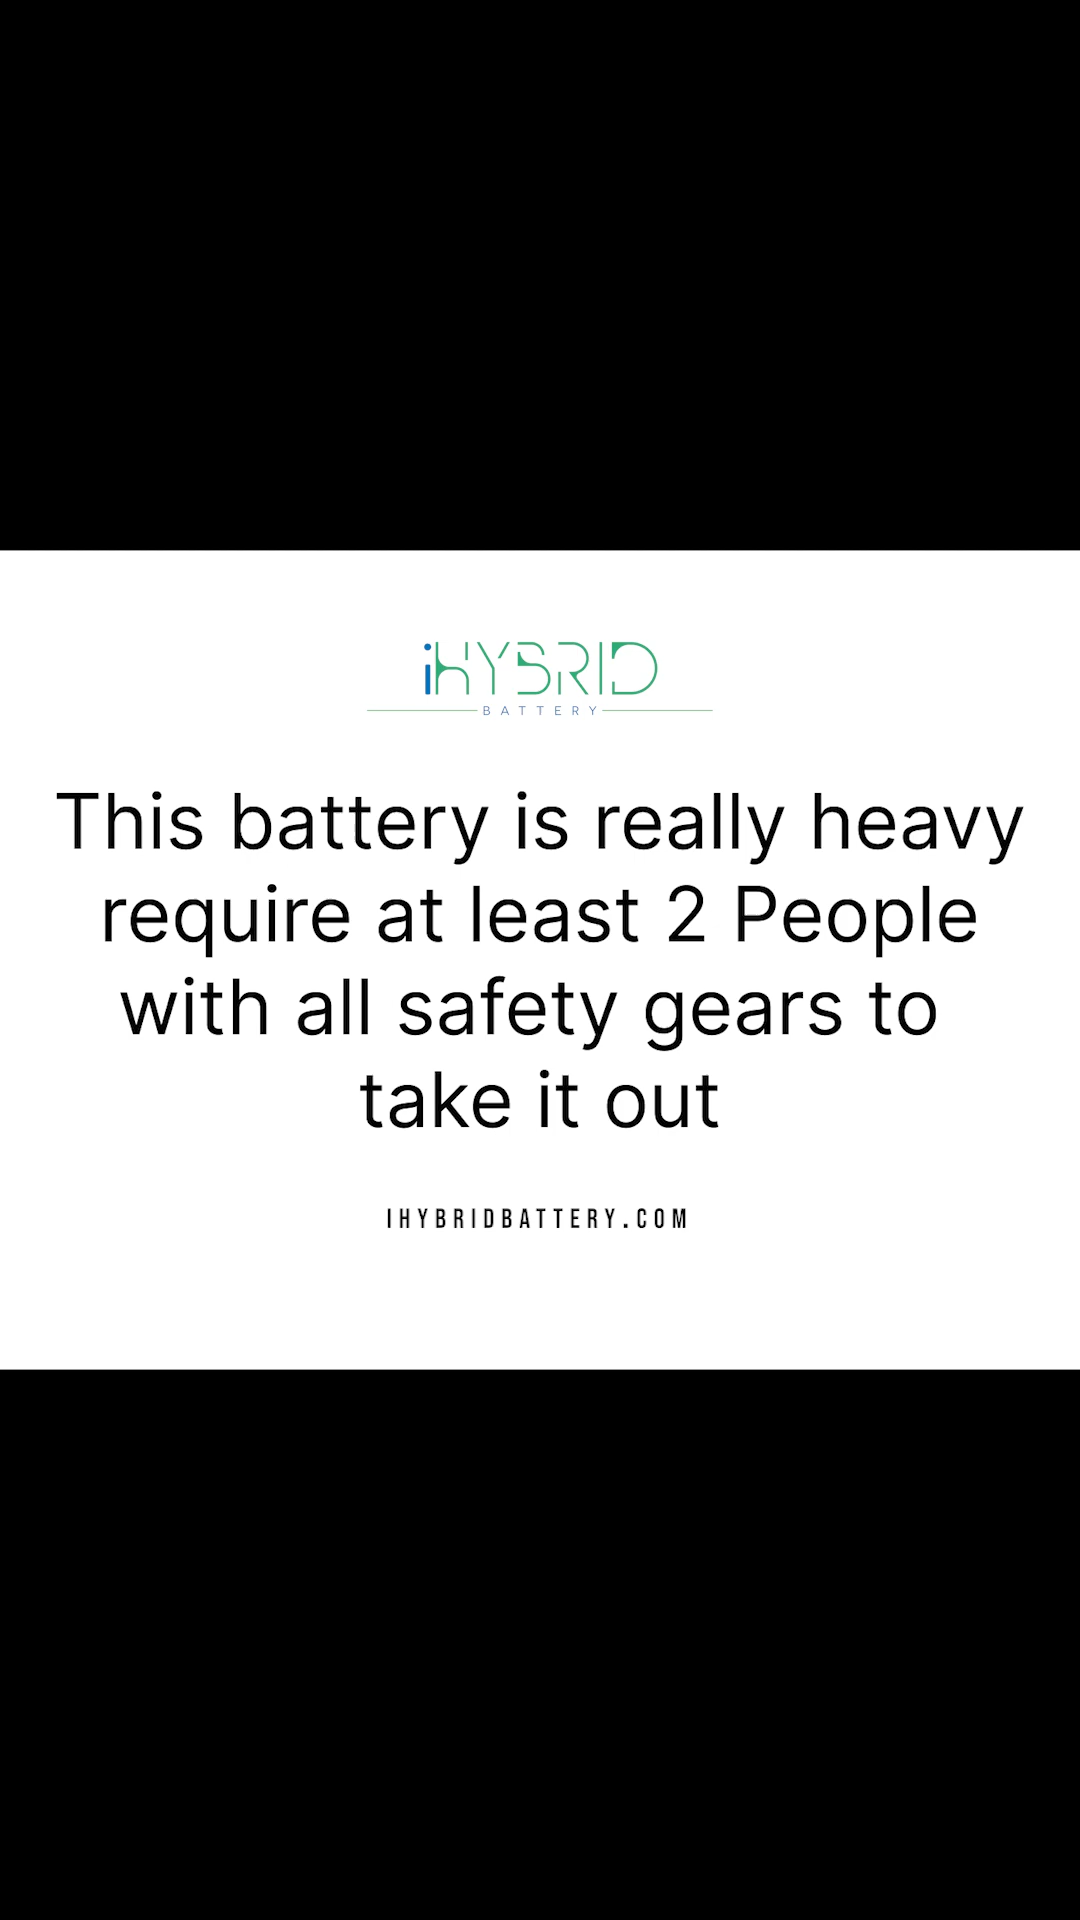 iHYBRID
BATTERY
This battery is really heavy
require at least 2 People
with all safety gears to
take it out
IHYBRIDBATTERY.COM